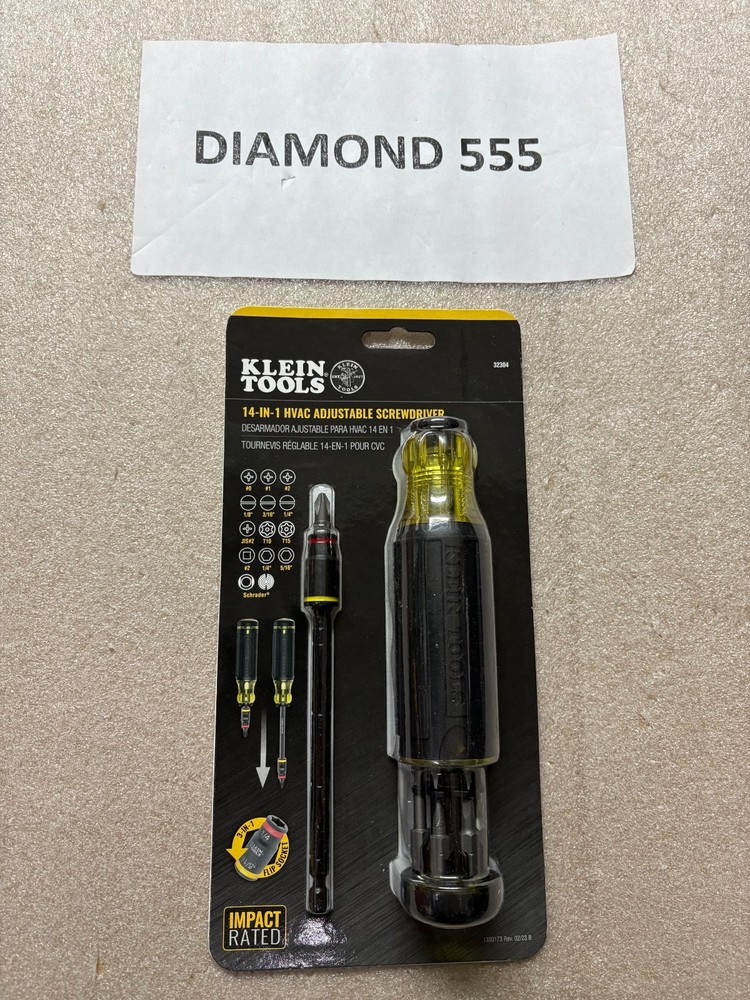 DIAMOND 555
KLEIN
TOOLS®
KLEIN
TOOLS
32304
14-IN-1 HVAC ADJUSTABLE SCREWDRIVER
DESARMADOR AJUSTABLE PARA HVAC 14 EN 1
TOURNEVIS RÉGLABLE 14-EN-1 POUR CVC
#0 #1 #2
1/8" 3/16" 1/4"
JIS#2 T10 T15
#2 1/4" 5/16"
Schrader®
KLEIN TOOLS
3-IN-1
FLIP SOCKET
IMPACT
RATED